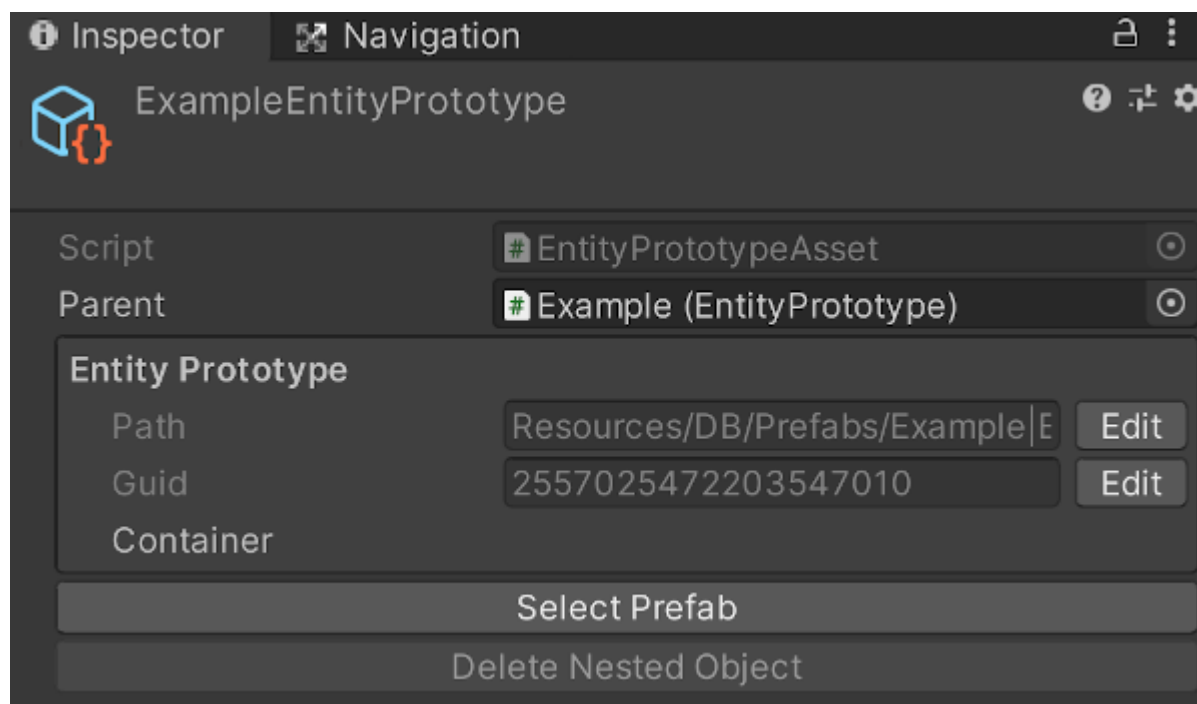 Inspector Navigation
ExampleEntityPrototype
Script EntityPrototypeAsset
Parent Example (EntityPrototype)
Entity Prototype
Path Resources/DB/Prefabs/Example|E Edit
Guid 2557025472203547010 Edit
Container
Select Prefab
Delete Nested Object